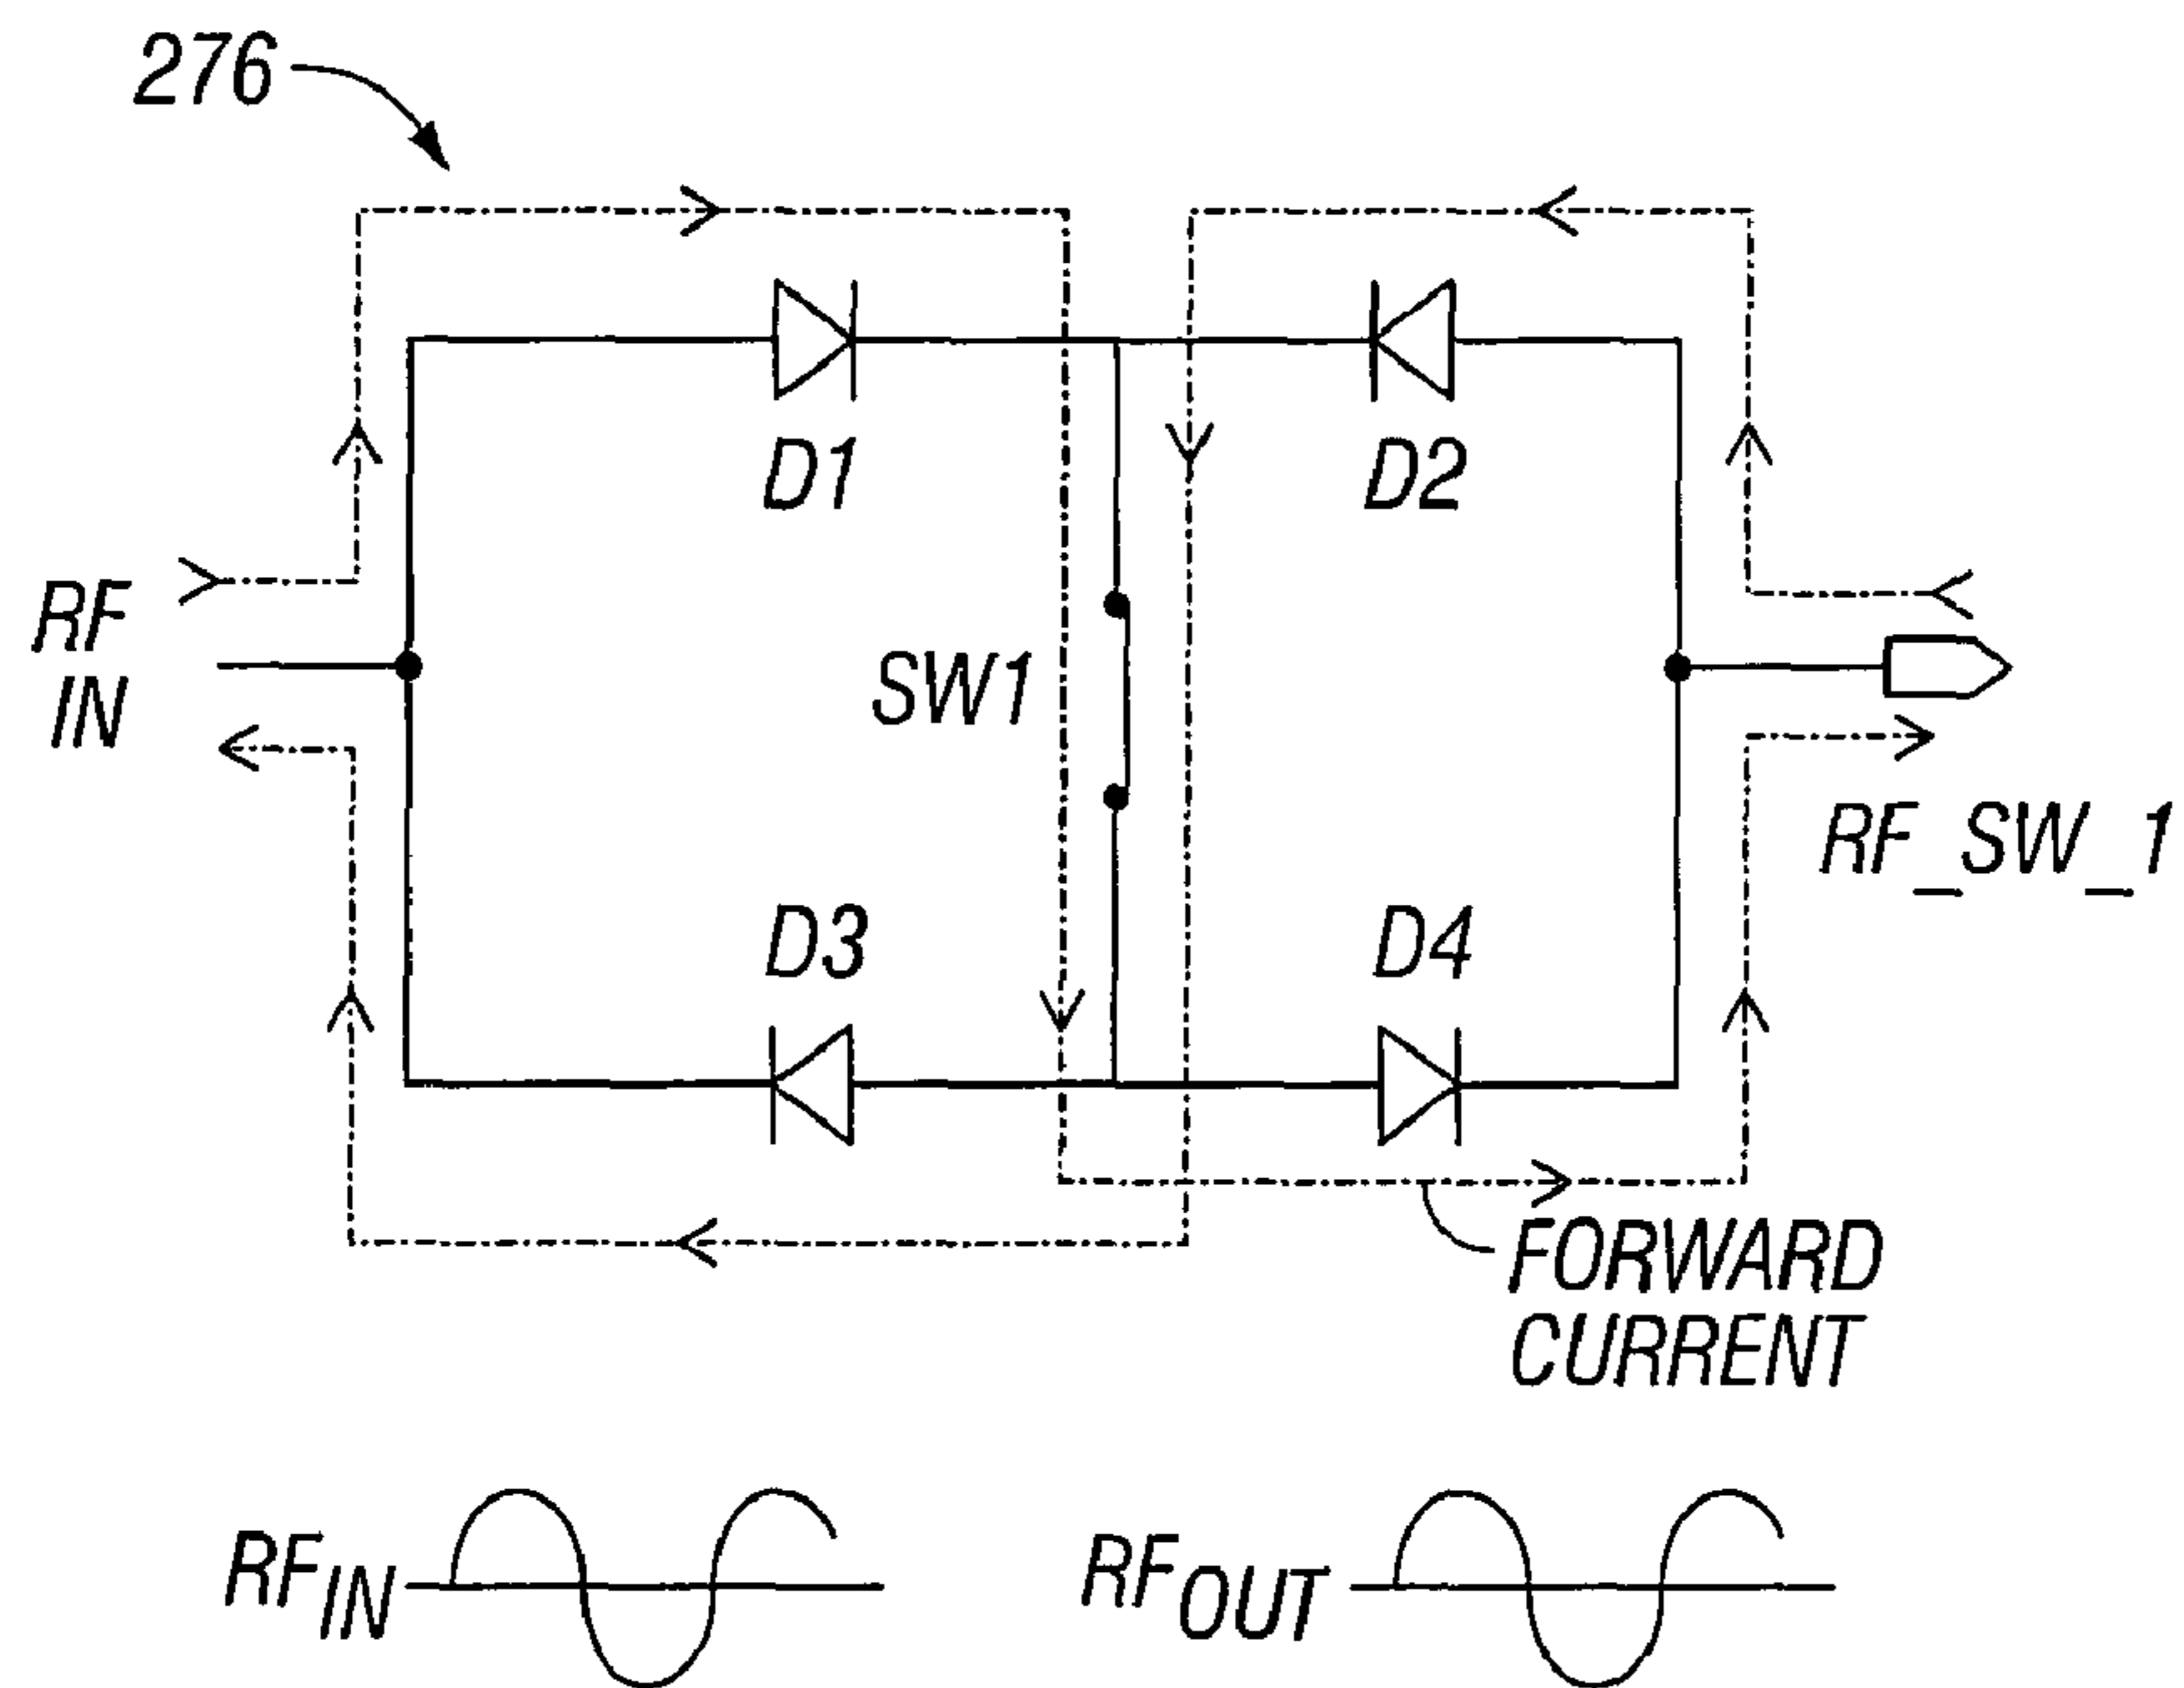 276
D1
D2
RF
IN
SW1
RF_SW_1
D3
D4
FORWARD
CURRENT
RFIN
RFOUT